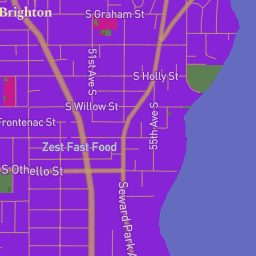 S Graham St
Brighton
51st Ave S
S Holly St
S Willow St
55th Ave S
Frontenac St
Zest Fast Food
S Othello St
Seward Park A